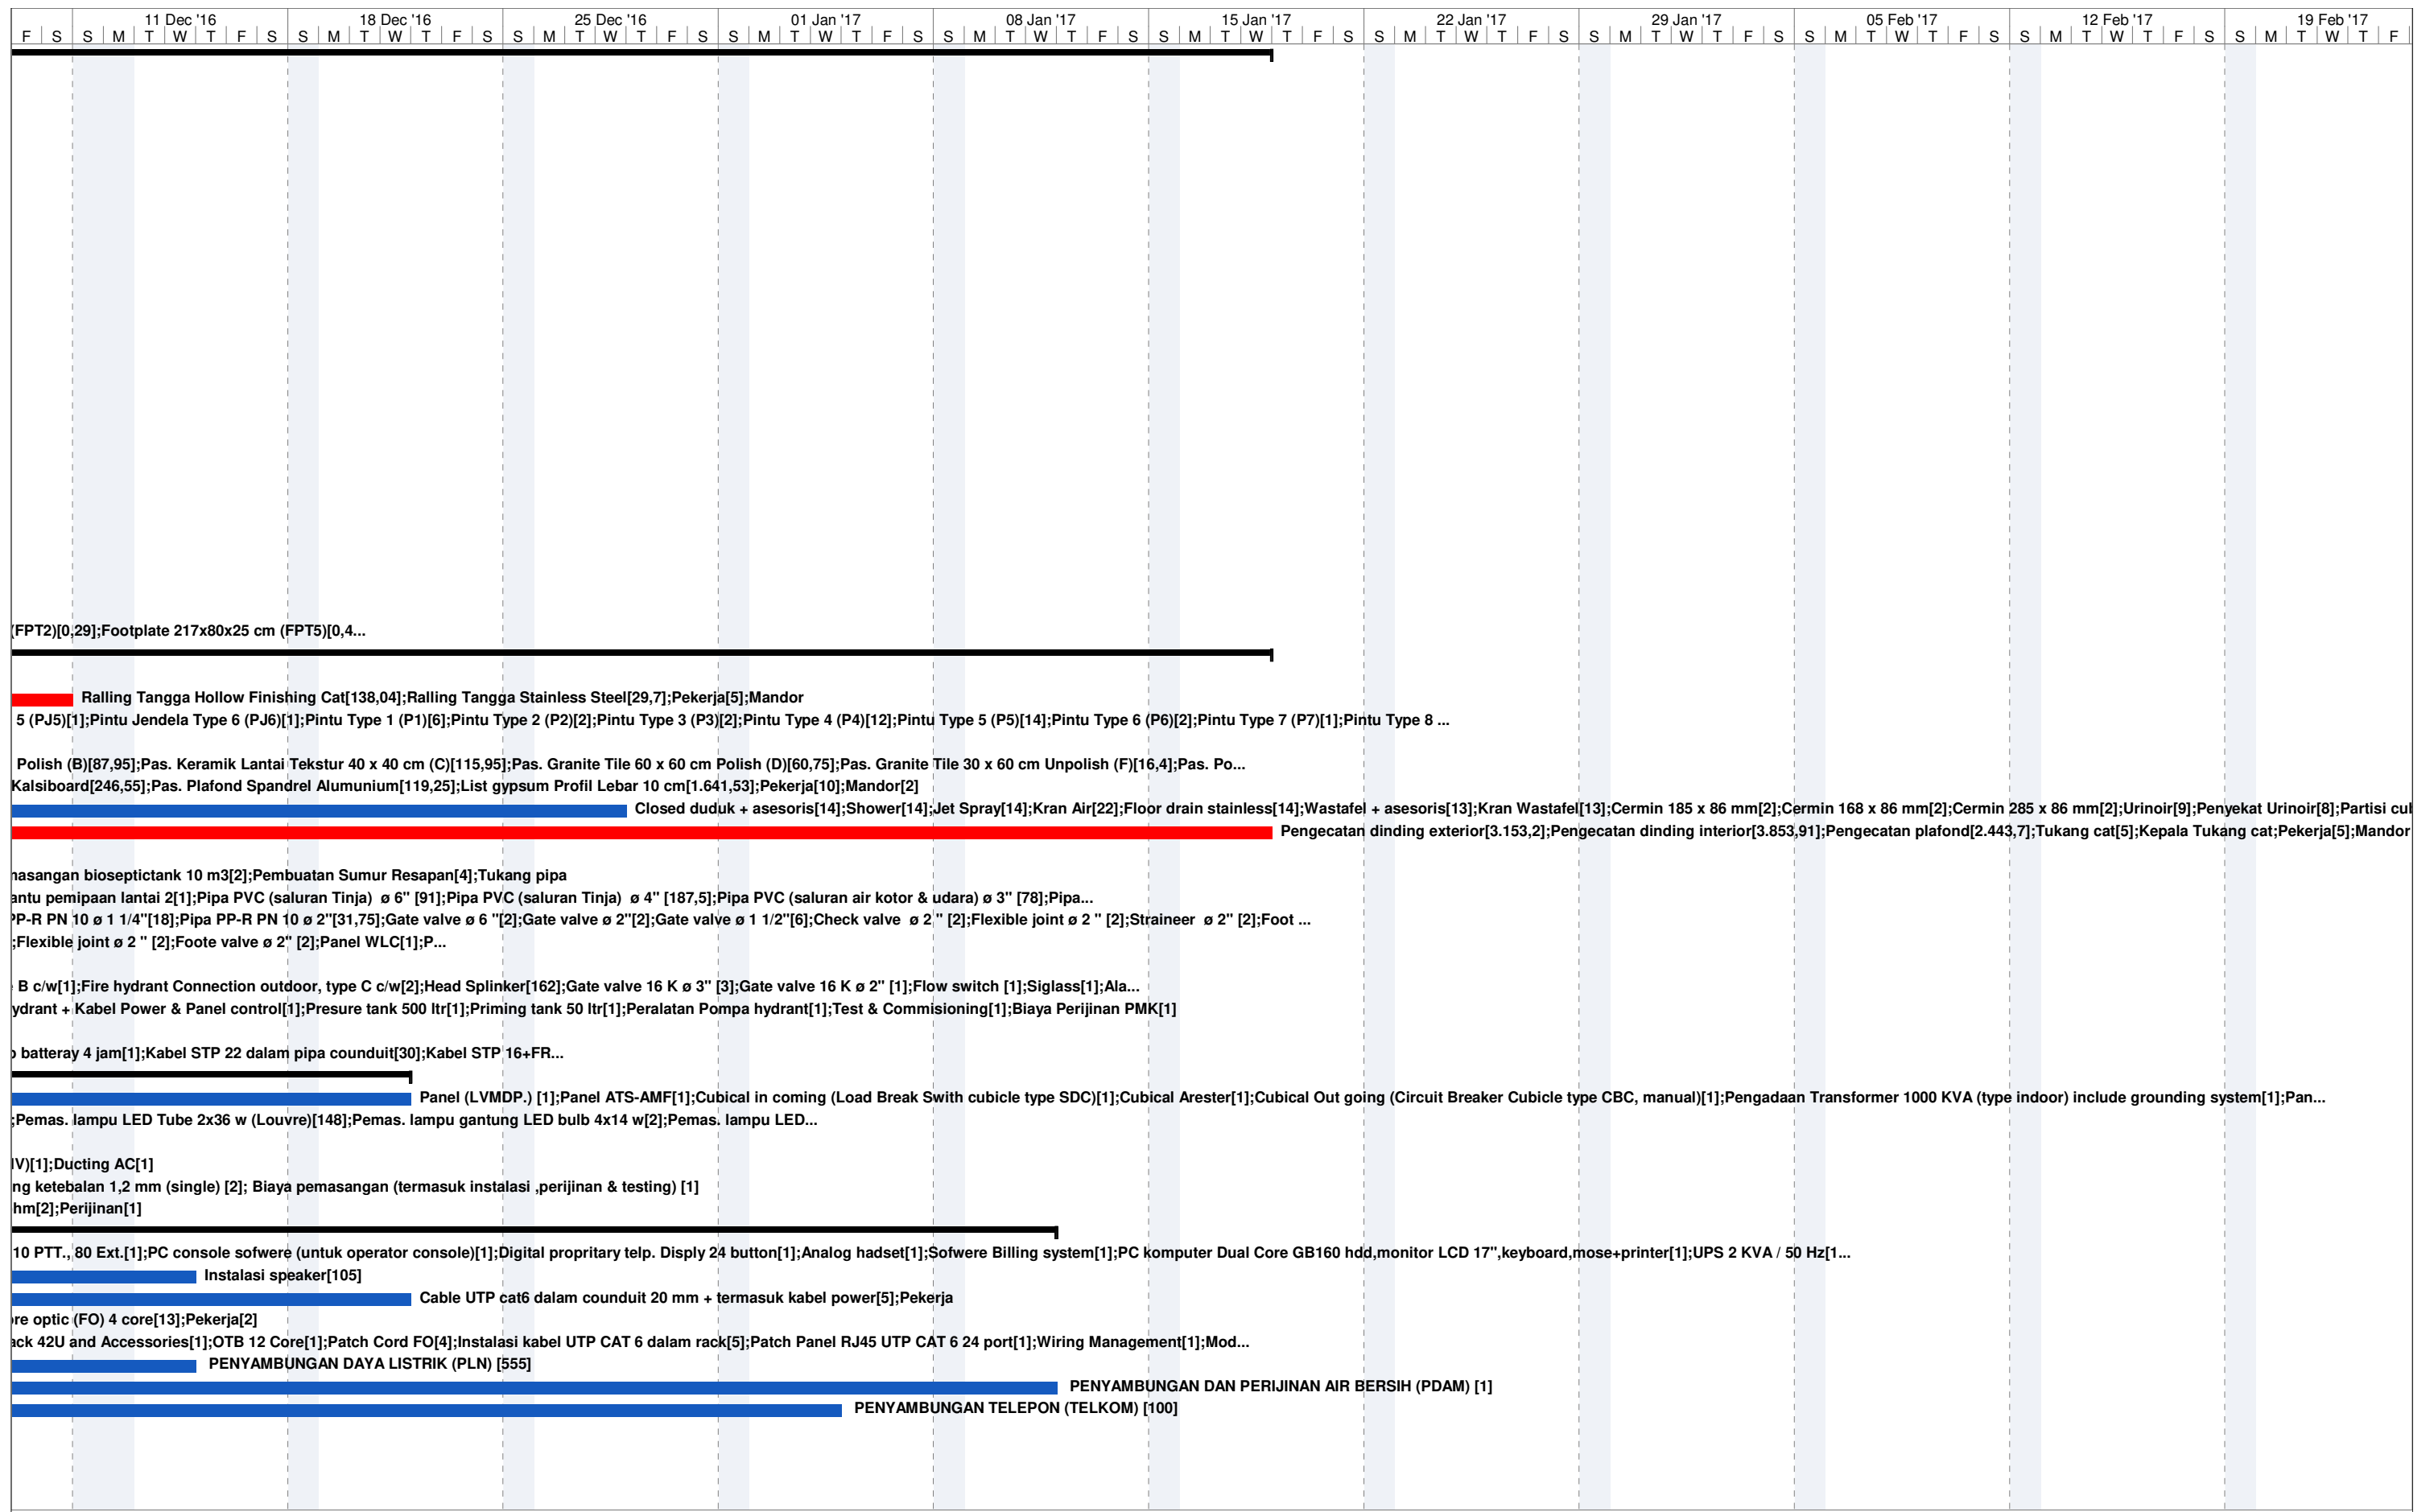 11 Dec '16 18 Dec '16 25 Dec '16 01 Jan '17 08 Jan '17 15 Jan '17 22 Jan '17 29 Jan '17 05 Feb '17 12 Feb '17 19 Feb '17
F S S M T W T F S S M T W T F S S M T W T F S S M T W T F S S M T W T F S S M T W T F S S M T W T F S S M T W T F S S M T W T F S S M T W T F S S M T W T F
(FPT2)[0,29];Footplate 217x80x25 cm (FPT5)[0,4...
Ralling Tangga Hollow Finishing Cat[138,04];Ralling Tangga Stainless Steel[29,7];Pekerja[5];Mandor
5 (PJ5)[1];Pintu Jendela Type 6 (PJ6)[1];Pintu Type 1 (P1)[6];Pintu Type 2 (P2)[2];Pintu Type 3 (P3)[2];Pintu Type 4 (P4)[12];Pintu Type 5 (P5)[14];Pintu Type 6 (P6)[2];Pintu Type 7 (P7)[1];Pintu Type 8 ...
Polish (B)[87,95];Pas. Keramik Lantai Tekstur 40 x 40 cm (C)[115,95];Pas. Granite Tile 60 x 60 cm Polish (D)[60,75];Pas. Granite Tile 30 x 60 cm Unpolish (F)[16,4];Pas. Po...
Kalsiboard[246,55];Pas. Plafond Spandrel Alumunium[119,25];List gypsum Profil Lebar 10 cm[1.641,53];Pekerja[10];Mandor[2]
Closed duduk + asesoris[14];Shower[14];Jet Spray[14];Kran Air[22];Floor drain stainless[14];Wastafel + asesoris[13];Kran Wastafel[13];Cermin 185 x 86 mm[2];Cermin 168 x 86 mm[2];Cermin 285 x 86 mm[2];Urinoir[9];Penyekat Urinoir[8];Partisi cu
Pengecatan dinding exterior[3.153,2];Pengecatan dinding interior[3.853,91];Pengecatan plafond[2.443,7];Tukang cat[5];Kepala Tukang cat;Pekerja[5];Mandor
masangan bioseptictank 10 m3[2];Pembuatan Sumur Resapan[4];Tukang pipa
antu pemipaan lantai 2[1];Pipa PVC (saluran Tinja) ø 6" [91];Pipa PVC (saluran Tinja) ø 4" [187,5];Pipa PVC (saluran air kotor & udara) ø 3" [78];Pipa...
PP-R PN 10 ø 1 1/4"[18];Pipa PP-R PN 10 ø 2"[31,75];Gate valve ø 6 "[2];Gate valve ø 2"[2];Gate valve ø 1 1/2"[6];Check valve ø 2 " [2];Flexible joint ø 2 " [2];Straineer ø 2" [2];Foot ...
;Flexible joint ø 2 " [2];Foote valve ø 2" [2];Panel WLC[1];P...
B c/w[1];Fire hydrant Connection outdoor, type C c/w[2];Head Splinker[162];Gate valve 16 K ø 3" [3];Gate valve 16 K ø 2" [1];Flow switch [1];Siglass[1];Ala...
ydrant + Kabel Power & Panel control[1];Presure tank 500 ltr[1];Priming tank 50 ltr[1];Peralatan Pompa hydrant[1];Test & Commisioning[1];Biaya Perijinan PMK[1]
batteray 4 jam[1];Kabel STP 22 dalam pipa counduit[30];Kabel STP 16+FR...
Panel (LVMDP.) [1];Panel ATS-AMF[1];Cubical in coming (Load Break Swith cubicle type SDC)[1];Cubical Arester[1];Cubical Out going (Circuit Breaker Cubicle type CBC, manual)[1];Pengadaan Transformer 1000 KVA (type indoor) include grounding system[1];Pan...
;Pemas. lampu LED Tube 2x36 w (Louvre)[148];Pemas. lampu gantung LED bulb 4x14 w[2];Pemas. lampu LED...
IV)[1];Ducting AC[1]
ng ketebalan 1,2 mm (single) [2]; Biaya pemasangan (termasuk instalasi ,perijinan & testing) [1]
hm[2];Perijinan[1]
10 PTT., 80 Ext.[1];PC console sofwere (untuk operator console)[1];Digital propritary telp. Disply 24 button[1];Analog hadset[1];Sofwere Billing system[1];PC komputer Dual Core GB160 hdd,monitor LCD 17",keyboard,mose+printer[1];UPS 2 KVA / 50 Hz[1...
Instalasi speaker[105]
Cable UTP cat6 dalam counduit 20 mm + termasuk kabel power[5];Pekerja
re optic (FO) 4 core[13];Pekerja[2]
ack 42U and Accessories[1];OTB 12 Core[1];Patch Cord FO[4];Instalasi kabel UTP CAT 6 dalam rack[5];Patch Panel RJ45 UTP CAT 6 24 port[1];Wiring Management[1];Mod...
PENYAMBUNGAN DAYA LISTRIK (PLN) [555]
PENYAMBUNGAN DAN PERIJINAN AIR BERSIH (PDAM) [1]
PENYAMBUNGAN TELEPON (TELKOM) [100]